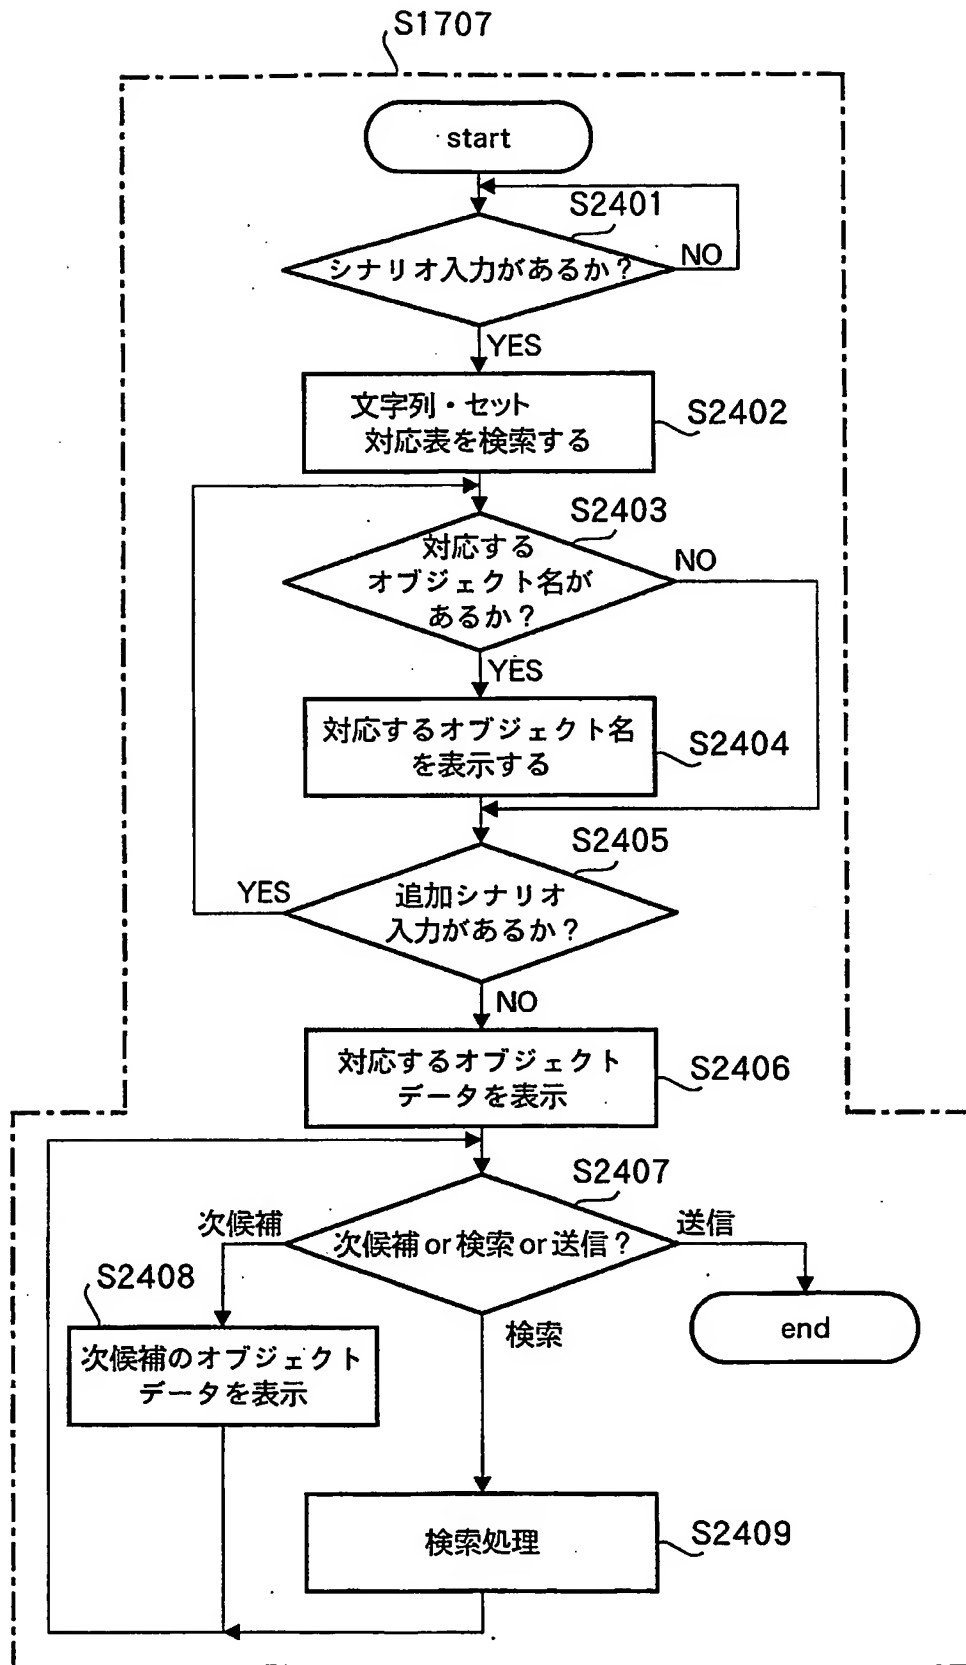 S1707
start
S2401
シナリオ入力があるか?
NO
YES
文字列・セット
対応表を検索する
S2402
S2403
対応する
オブジェクト名が
あるか?
NO
YES
対応するオブジェクト名
を表示する
S2404
S2405
YES
追加シナリオ
入力があるか?
NO
対応するオブジェクト
データを表示
S2406
S2407
次候補
次候補or検索or送信?
送信
S2408
end
検索
次候補のオブジェクト
データを表示
検索処理
S2409